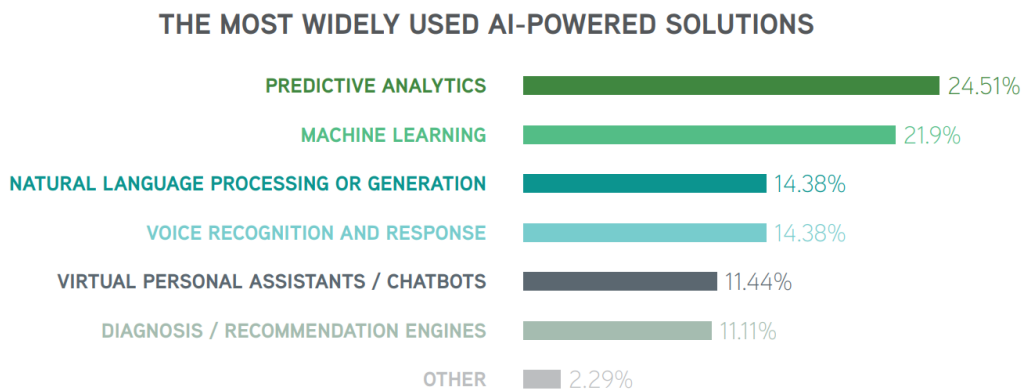 THE MOST WIDELY USED AI-POWERED SOLUTIONS
PREDICTIVE ANALYTICS 24.51%
MACHINE LEARNING 21.9%
NATURAL LANGUAGE PROCESSING OR GENERATION 14.38%
VOICE RECOGNITION AND RESPONSE 14.38%
VIRTUAL PERSONAL ASSISTANTS / CHATBOTS 11.44%
DIAGNOSIS / RECOMMENDATION ENGINES 11.11%
OTHER 2.29%